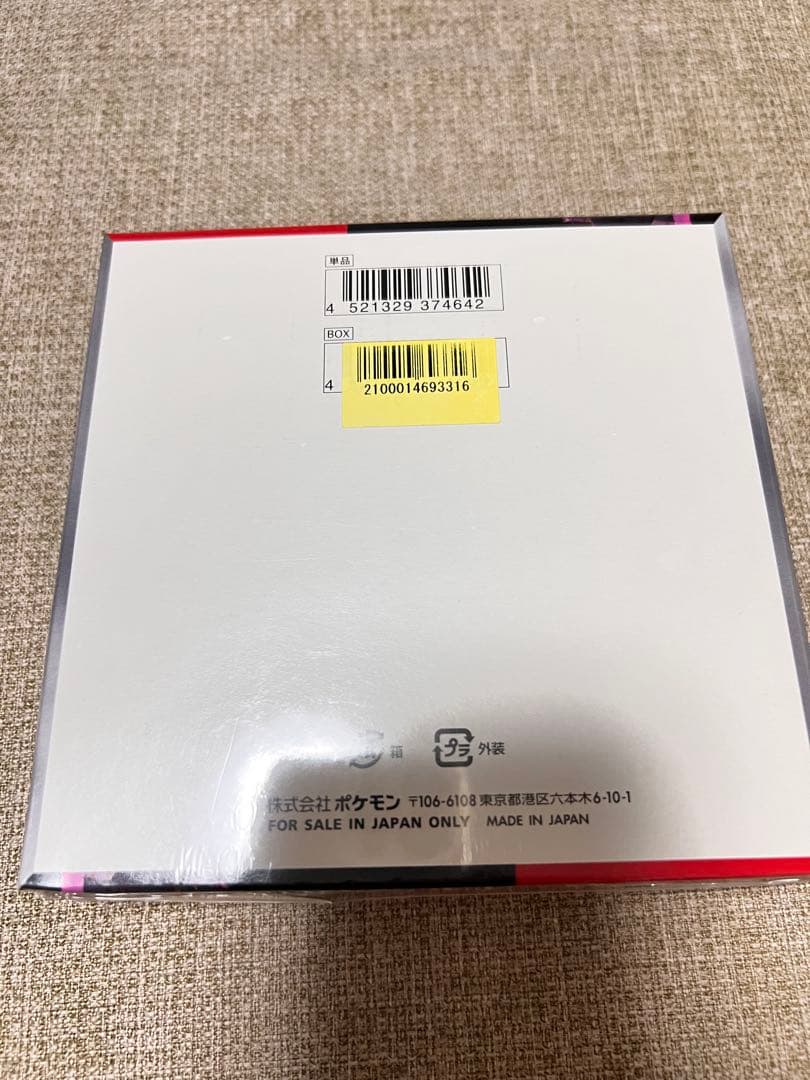 単品
4 521329 374642
BOX
4
2100014693316
箱
プラ 外装
株式会社 ポケモン 〒106-6108 東京都港区六本木6-10-1
FOR SALE IN JAPAN ONLY MADE IN JAPAN